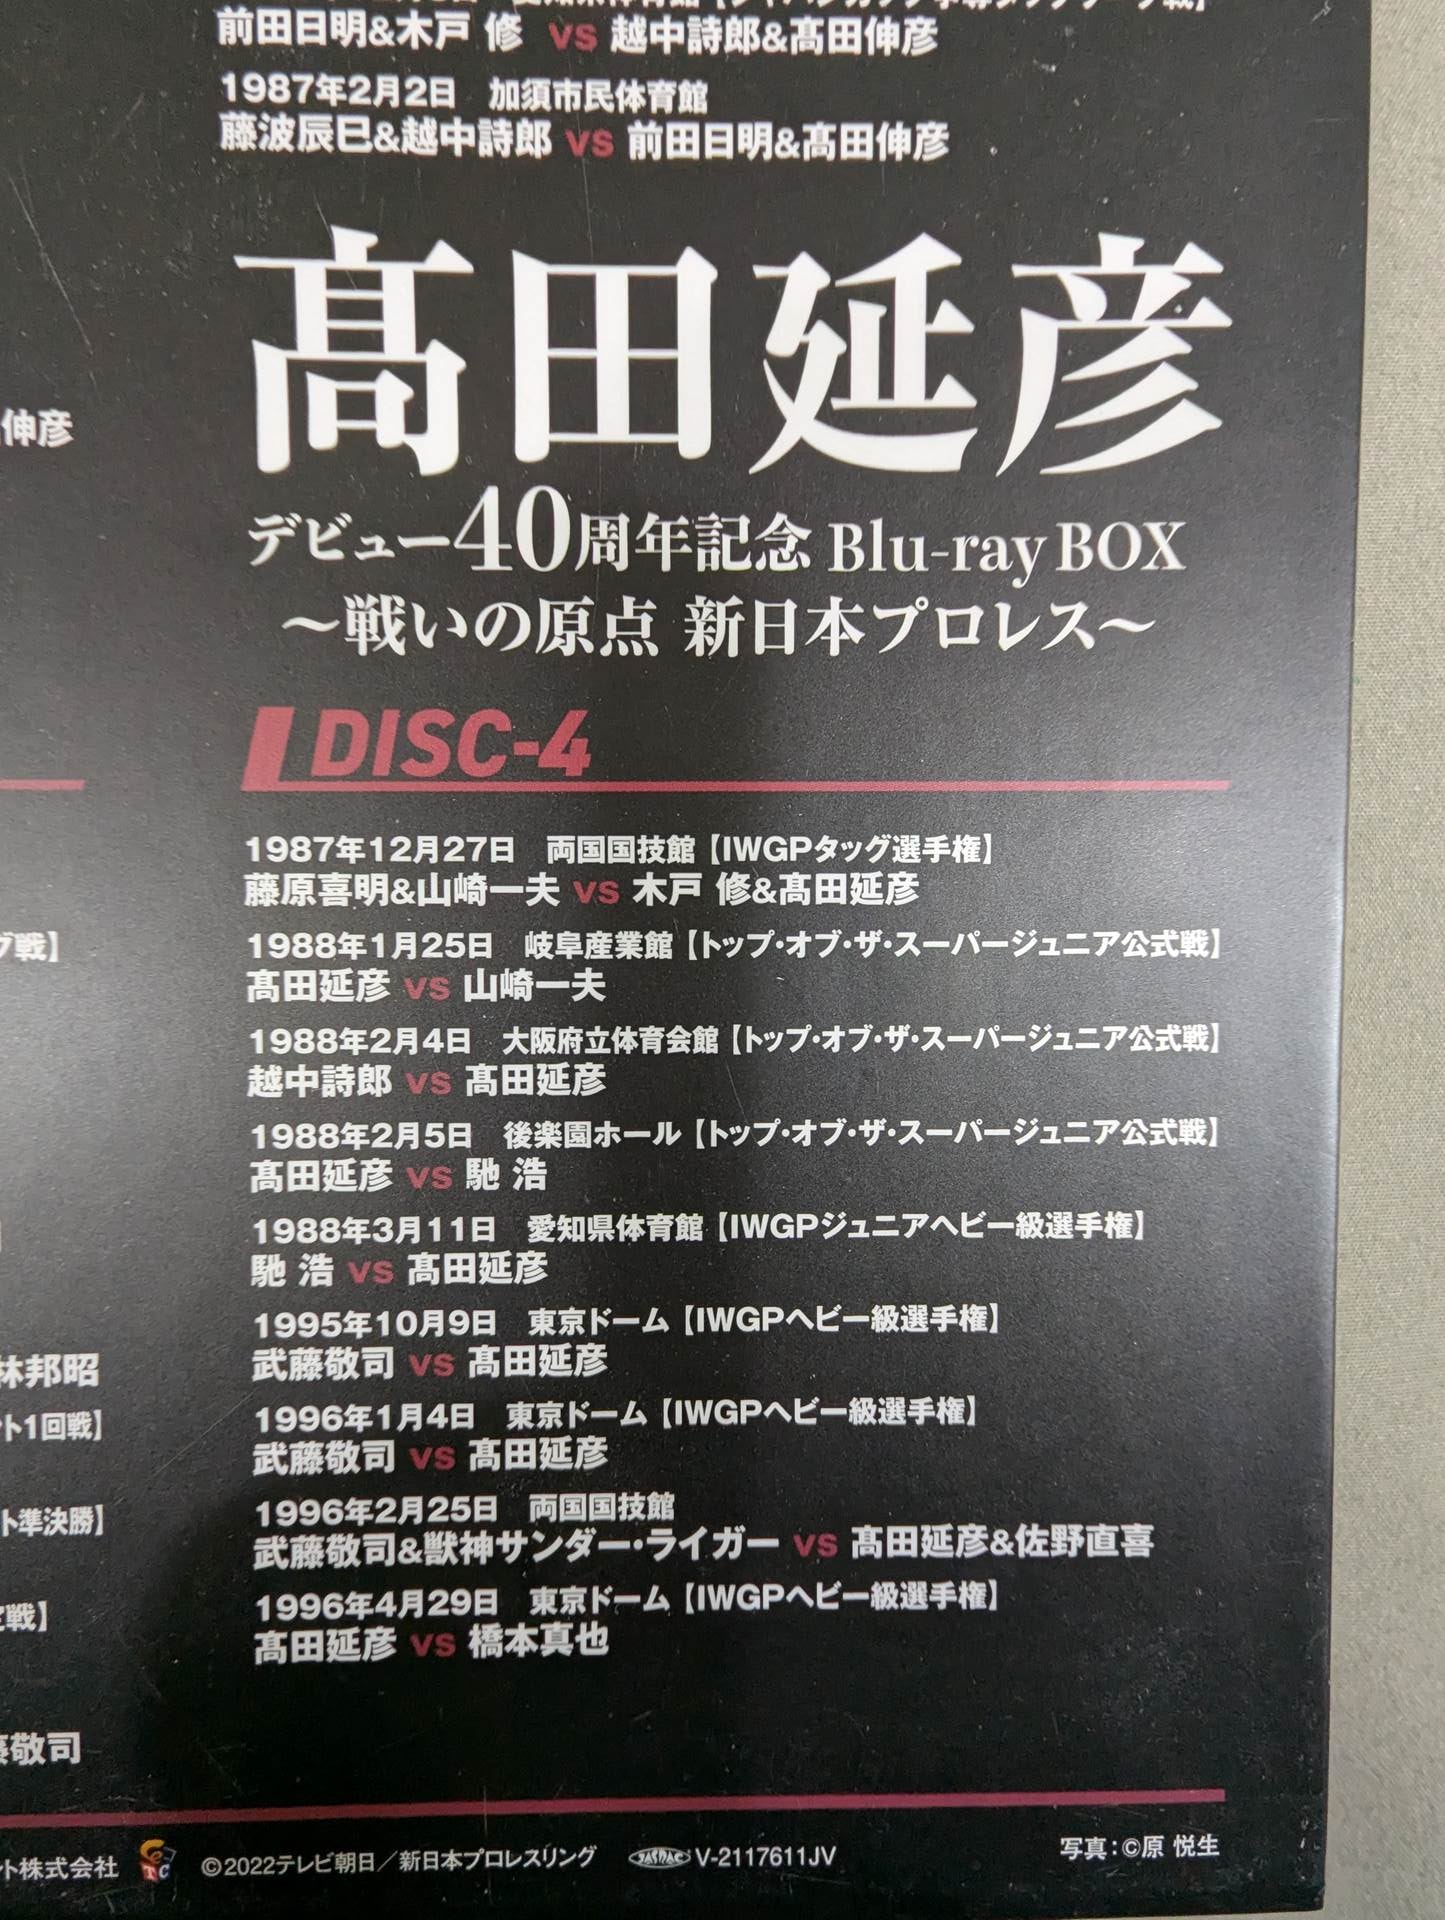 前田日明&木戸 修 VS 越中詩郎&髙田伸彦
1987年2月2日 加須市民体育館
藤波辰巳&越中詩郎 VS 前田日明&髙田伸彦
髙田延彦
デビュー40周年記念 Blu-ray BOX
～戦いの原点 新日本プロレス～
DISC-4
1987年12月27日 両国国技館【IWGPタッグ選手権】
藤原喜明&山崎一夫 VS 木戸 修&髙田延彦
1988年1月25日 岐阜産業館【トップ・オブ・ザ・スーパージュニア公式戦】
髙田延彦 VS 山崎一夫
1988年2月4日 大阪府立体育会館【トップ・オブ・ザ・スーパージュニア公式戦】
越中詩郎 VS 髙田延彦
1988年2月5日 後楽園ホール【トップ・オブ・ザ・スーパージュニア公式戦】
髙田延彦 VS 馳 浩
1988年3月11日 愛知県体育館【IWGPジュニアヘビー級選手権】
馳 浩 VS 髙田延彦
1995年10月9日 東京ドーム【IWGPヘビー級選手権】
武藤敬司 VS 髙田延彦
1996年1月4日 東京ドーム【IWGPヘビー級選手権】
武藤敬司 VS 髙田延彦
1996年2月25日 両国国技館
武藤敬司&獣神サンダー・ライガー VS 髙田延彦&佐野直喜
1996年4月29日 東京ドーム【IWGPヘビー級選手権】
髙田延彦 VS 橋本真也
伸彦
グ戦】
林邦昭
ント1回戦】
ト準決勝】
定戦】
藤敬司
ント株式会社 TC ©2022テレビ朝日／新日本プロレスリング JASRAC V-2117611JV
写真：©原 悦生